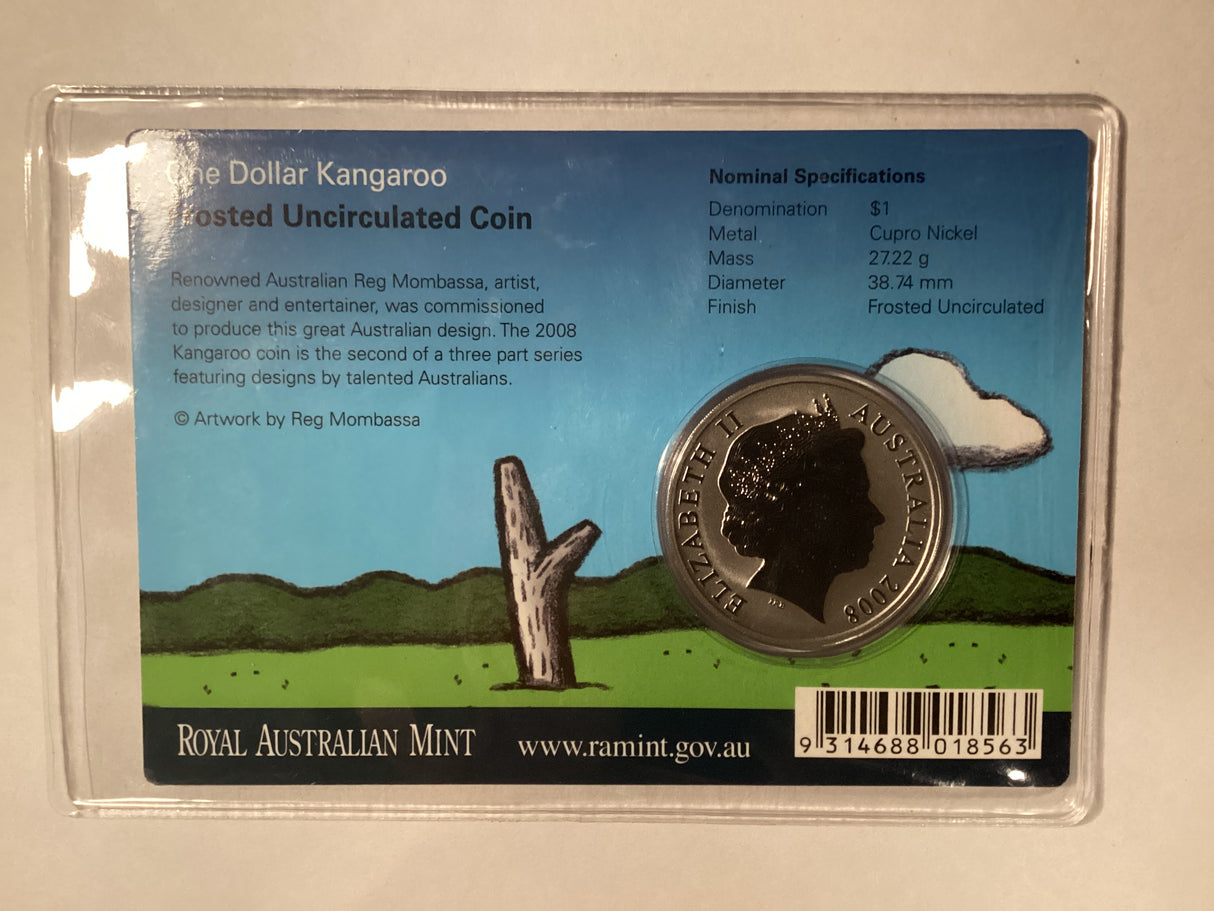 One Dollar Kangaroo
Frosted Uncirculated Coin
Renowned Australian Reg Mombassa, artist,
designer and entertainer, was commissioned
to produce this great Australian design. The 2008
Kangaroo coin is the second of a three part series
featuring designs by talented Australians.
© Artwork by Reg Mombassa
Nominal Specifications
Denomination $1
Metal Cupro Nickel
Mass 27.22 g
Diameter 38.74 mm
Finish Frosted Uncirculated
ELIZABETH II AUSTRALIA 2008
ROYAL AUSTRALIAN MINT www.ramint.gov.au
9 314688 018563